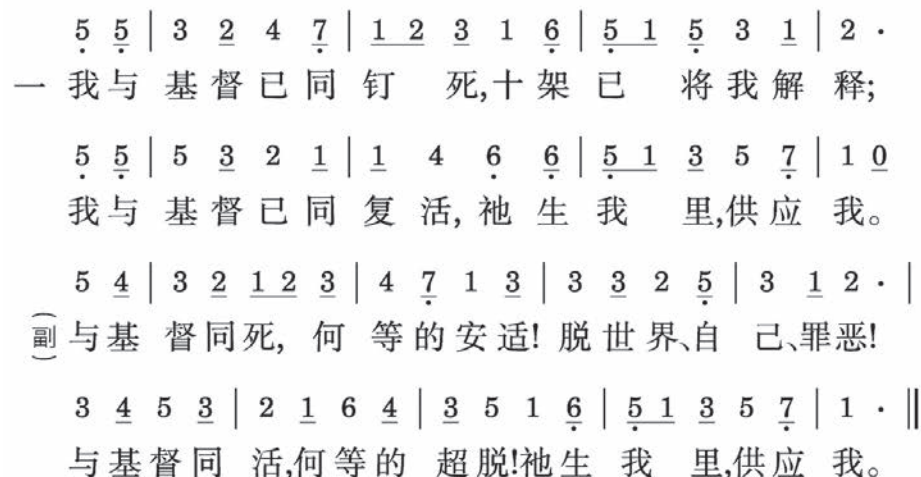 5̣ 5̣ | 3 2 4 7̣ | 1 2 3 1 6̣ | 5̣ 1 5̣ 3 1 | 2 ·
一 我与 基督已同钉 死,十架已 将我解 释;
5̣ 5̣ | 5 3 2 1 | 1 4 6̣ 6̣ | 5̣ 1 3 5 7̣ | 1 0
我与 基督已同复活,祂生我 里,供应 我。
5 4 | 3 2 1 2 3 | 4 7̣ 1 3 | 3 3 2 5̣ | 3 1 2 · |
(副) 与基 督同死, 何 等的安适! 脱世界、自 己、罪恶!
3 4 5 3 | 2 1 6 4 | 3 5 1 6̣ | 5̣ 1 3 5 7̣ | 1 · ‖
与基督同 活,何等的 超脱!祂生 我 里,供应 我。